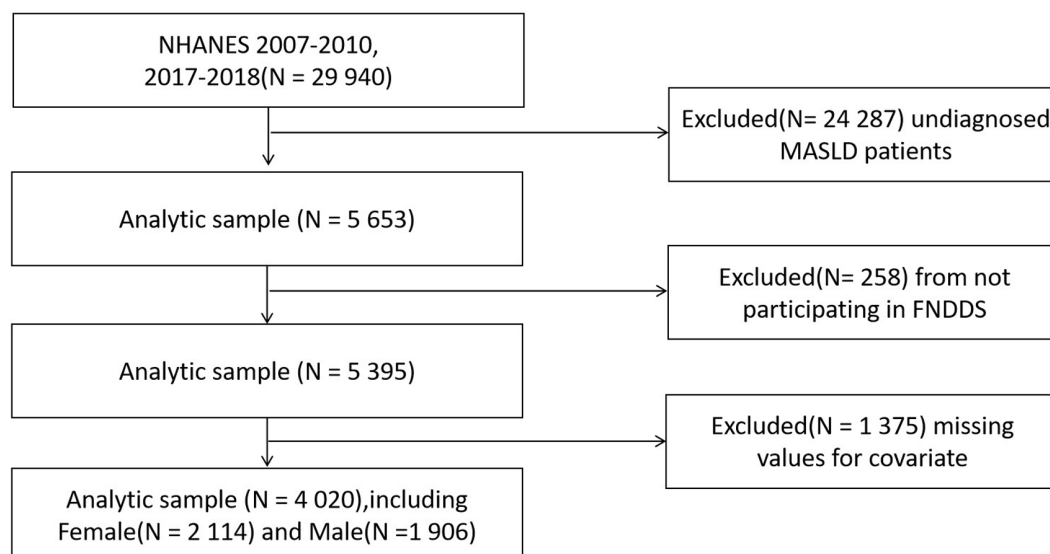 NHANES 2007-2010,
2017-2018(N = 29 940)
Excluded(N= 24 287) undiagnosed
MASLD patients
Analytic sample (N = 5 653)
Excluded(N= 258) from not
participating in FNDDS
Analytic sample (N = 5 395)
Excluded(N = 1 375) missing
values for covariate
Analytic sample (N = 4 020),including
Female(N = 2 114) and Male(N =1 906)